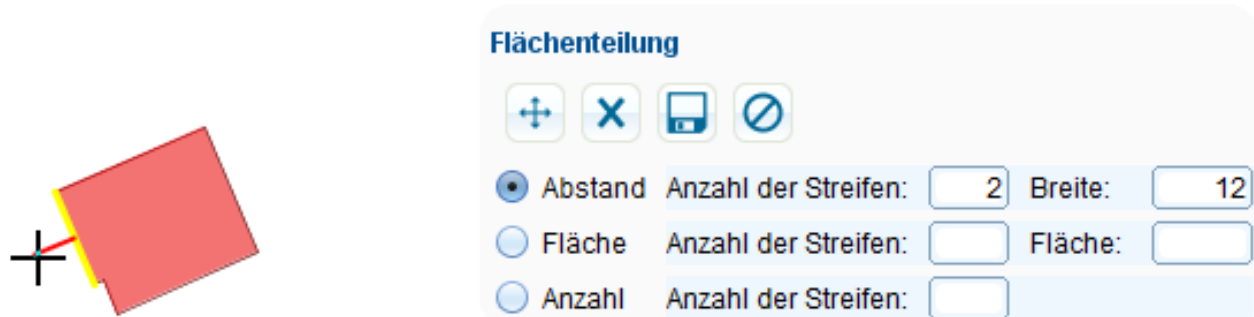 Flächenteilung
Abstand Anzahl der Streifen: 2 Breite: 12
Fläche Anzahl der Streifen: Fläche:
Anzahl Anzahl der Streifen: